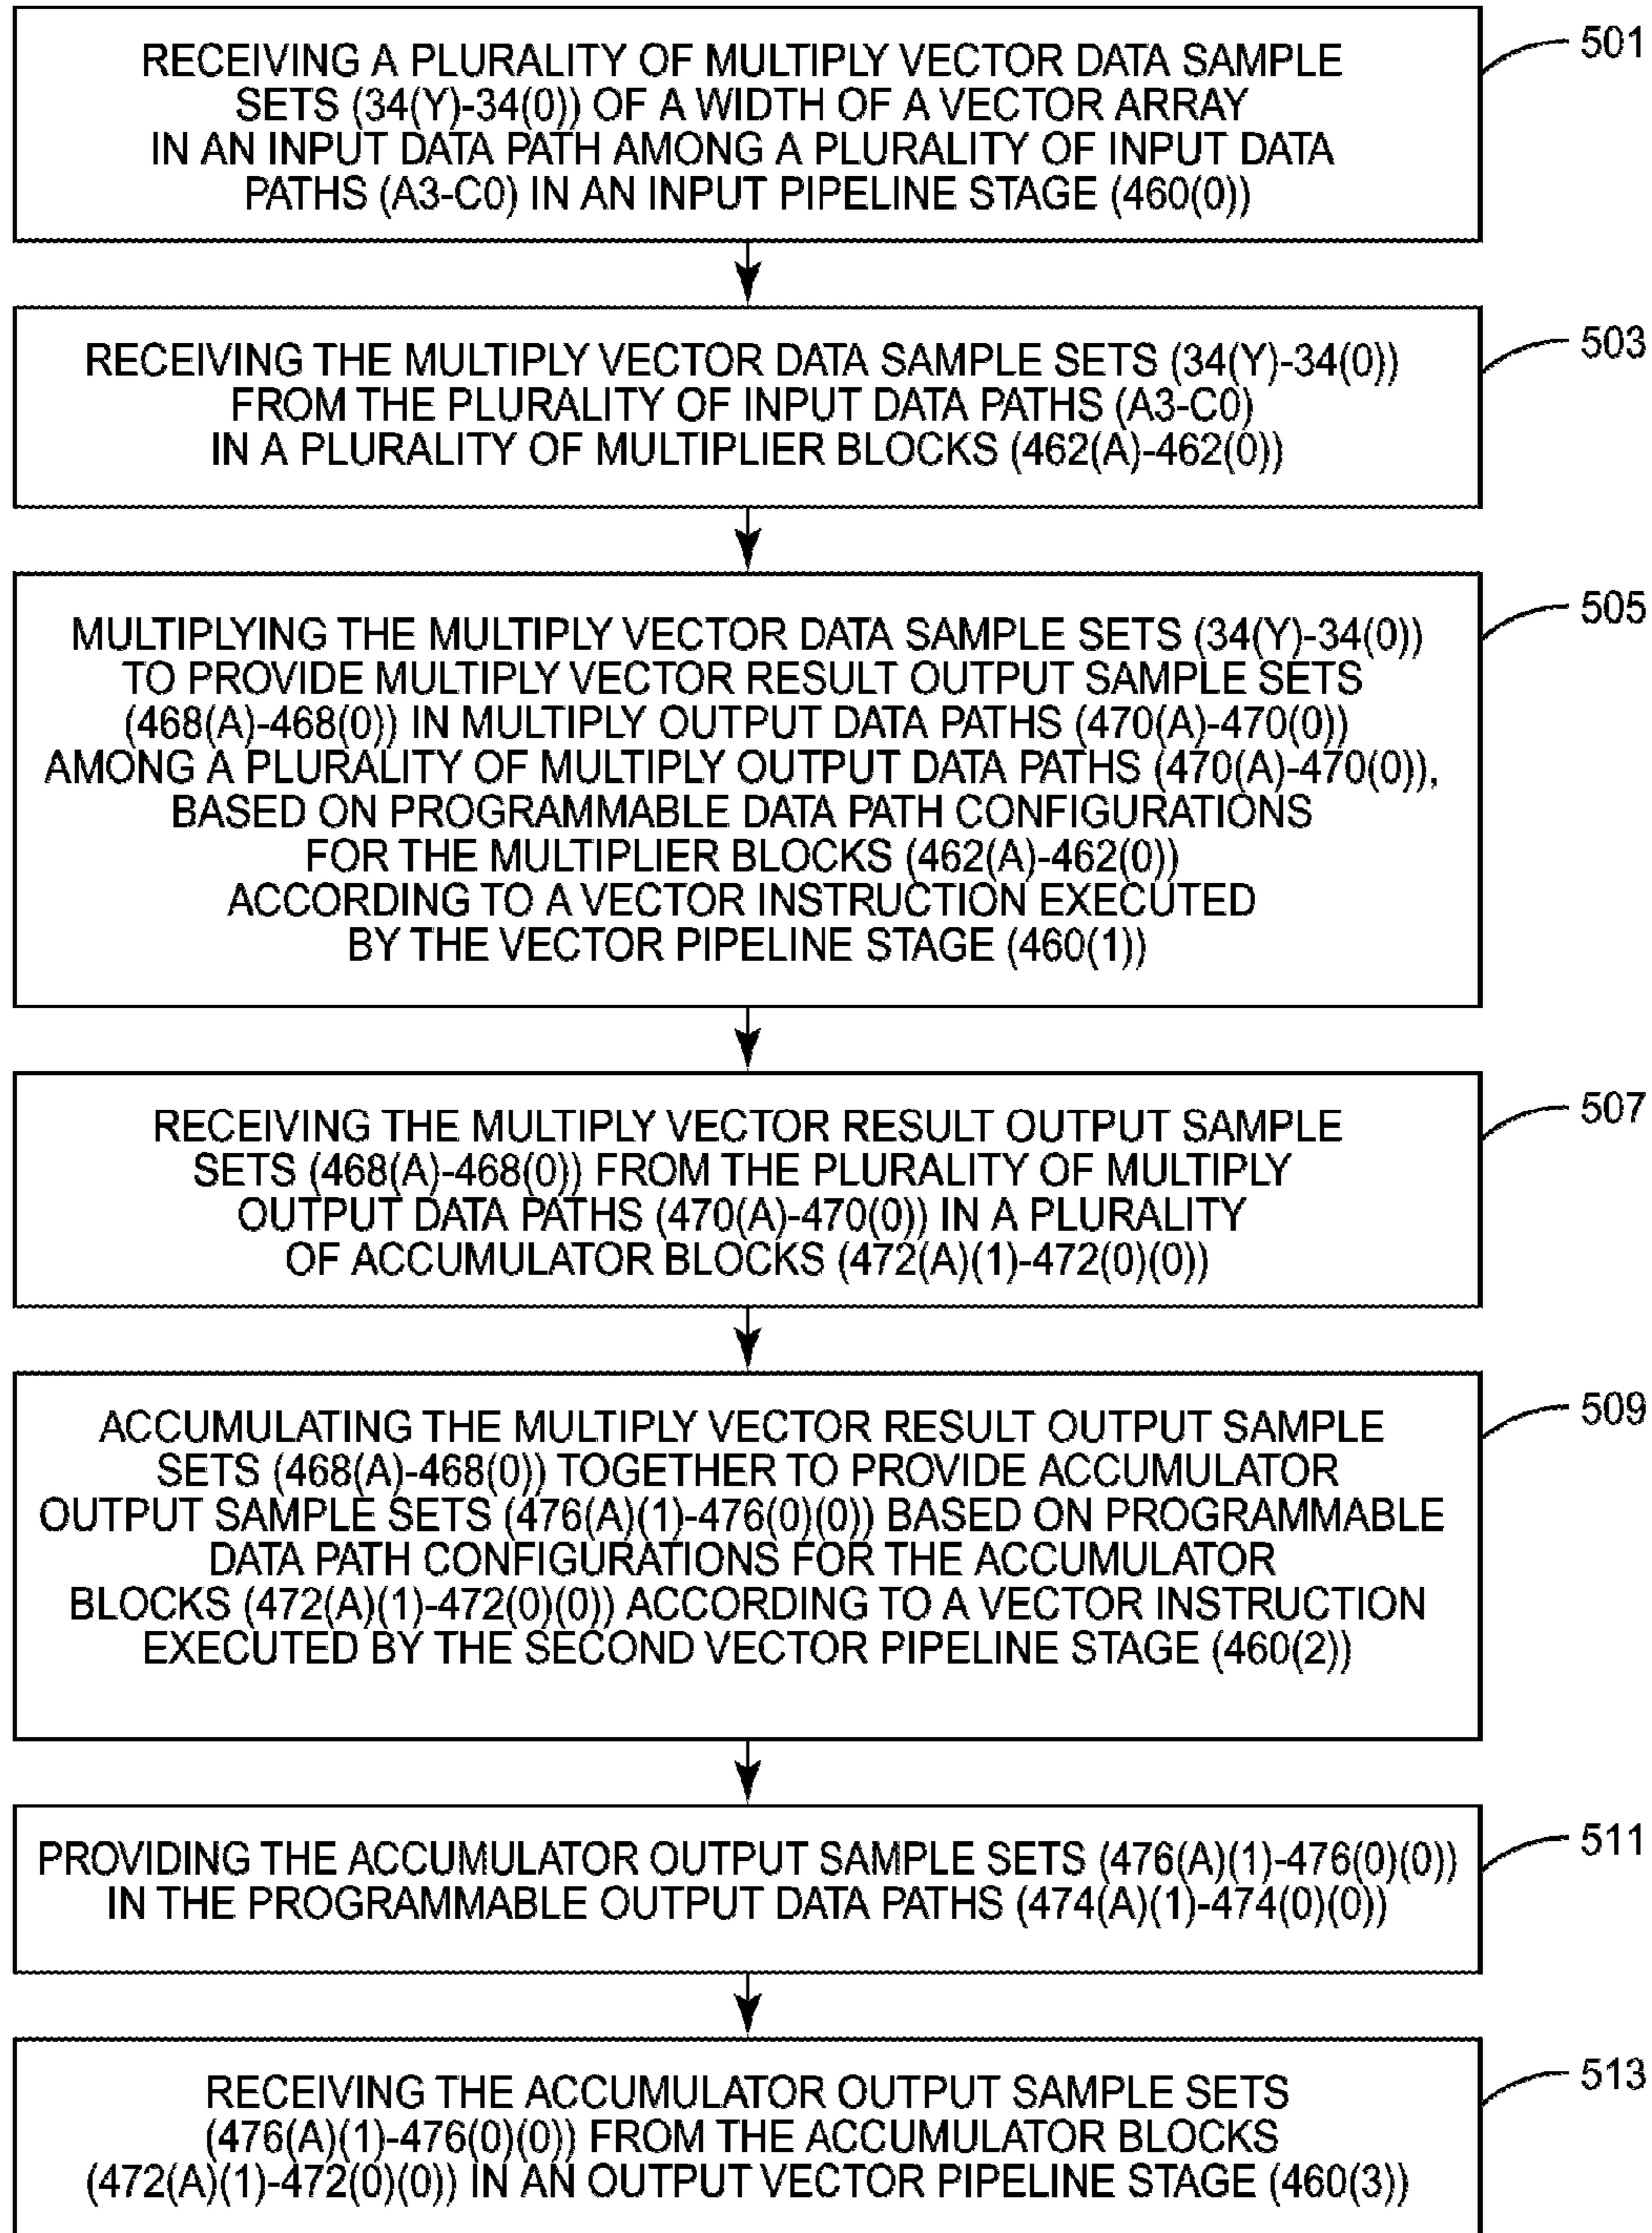 RECEIVING A PLURALITY OF MULTIPLY VECTOR DATA SAMPLE
SETS (34(Y)-34(0)) OF A WIDTH OF A VECTOR ARRAY
IN AN INPUT DATA PATH AMONG A PLURALITY OF INPUT DATA
PATHS (A3-C0) IN AN INPUT PIPELINE STAGE (460(0))
501
RECEIVING THE MULTIPLY VECTOR DATA SAMPLE SETS (34(Y)-34(0))
FROM THE PLURALITY OF INPUT DATA PATHS (A3-C0)
IN A PLURALITY OF MULTIPLIER BLOCKS (462(A)-462(0))
503
MULTIPLYING THE MULTIPLY VECTOR DATA SAMPLE SETS (34(Y)-34(0))
TO PROVIDE MULTIPLY VECTOR RESULT OUTPUT SAMPLE SETS
(468(A)-468(0)) IN MULTIPLY OUTPUT DATA PATHS (470(A)-470(0))
AMONG A PLURALITY OF MULTIPLY OUTPUT DATA PATHS (470(A)-470(0)),
BASED ON PROGRAMMABLE DATA PATH CONFIGURATIONS
FOR THE MULTIPLIER BLOCKS (462(A)-462(0))
ACCORDING TO A VECTOR INSTRUCTION EXECUTED
BY THE VECTOR PIPELINE STAGE (460(1))
505
RECEIVING THE MULTIPLY VECTOR RESULT OUTPUT SAMPLE
SETS (468(A)-468(0)) FROM THE PLURALITY OF MULTIPLY
OUTPUT DATA PATHS (470(A)-470(0)) IN A PLURALITY
OF ACCUMULATOR BLOCKS (472(A)(1)-472(0)(0))
507
ACCUMULATING THE MULTIPLY VECTOR RESULT OUTPUT SAMPLE
SETS (468(A)-468(0)) TOGETHER TO PROVIDE ACCUMULATOR
OUTPUT SAMPLE SETS (476(A)(1)-476(0)(0)) BASED ON PROGRAMMABLE
DATA PATH CONFIGURATIONS FOR THE ACCUMULATOR
BLOCKS (472(A)(1)-472(0)(0)) ACCORDING TO A VECTOR INSTRUCTION
EXECUTED BY THE SECOND VECTOR PIPELINE STAGE (460(2))
509
PROVIDING THE ACCUMULATOR OUTPUT SAMPLE SETS (476(A)(1)-476(0)(0))
IN THE PROGRAMMABLE OUTPUT DATA PATHS (474(A)(1)-474(0)(0))
511
RECEIVING THE ACCUMULATOR OUTPUT SAMPLE SETS
(476(A)(1)-476(0)(0)) FROM THE ACCUMULATOR BLOCKS
(472(A)(1)-472(0)(0)) IN AN OUTPUT VECTOR PIPELINE STAGE (460(3))
513